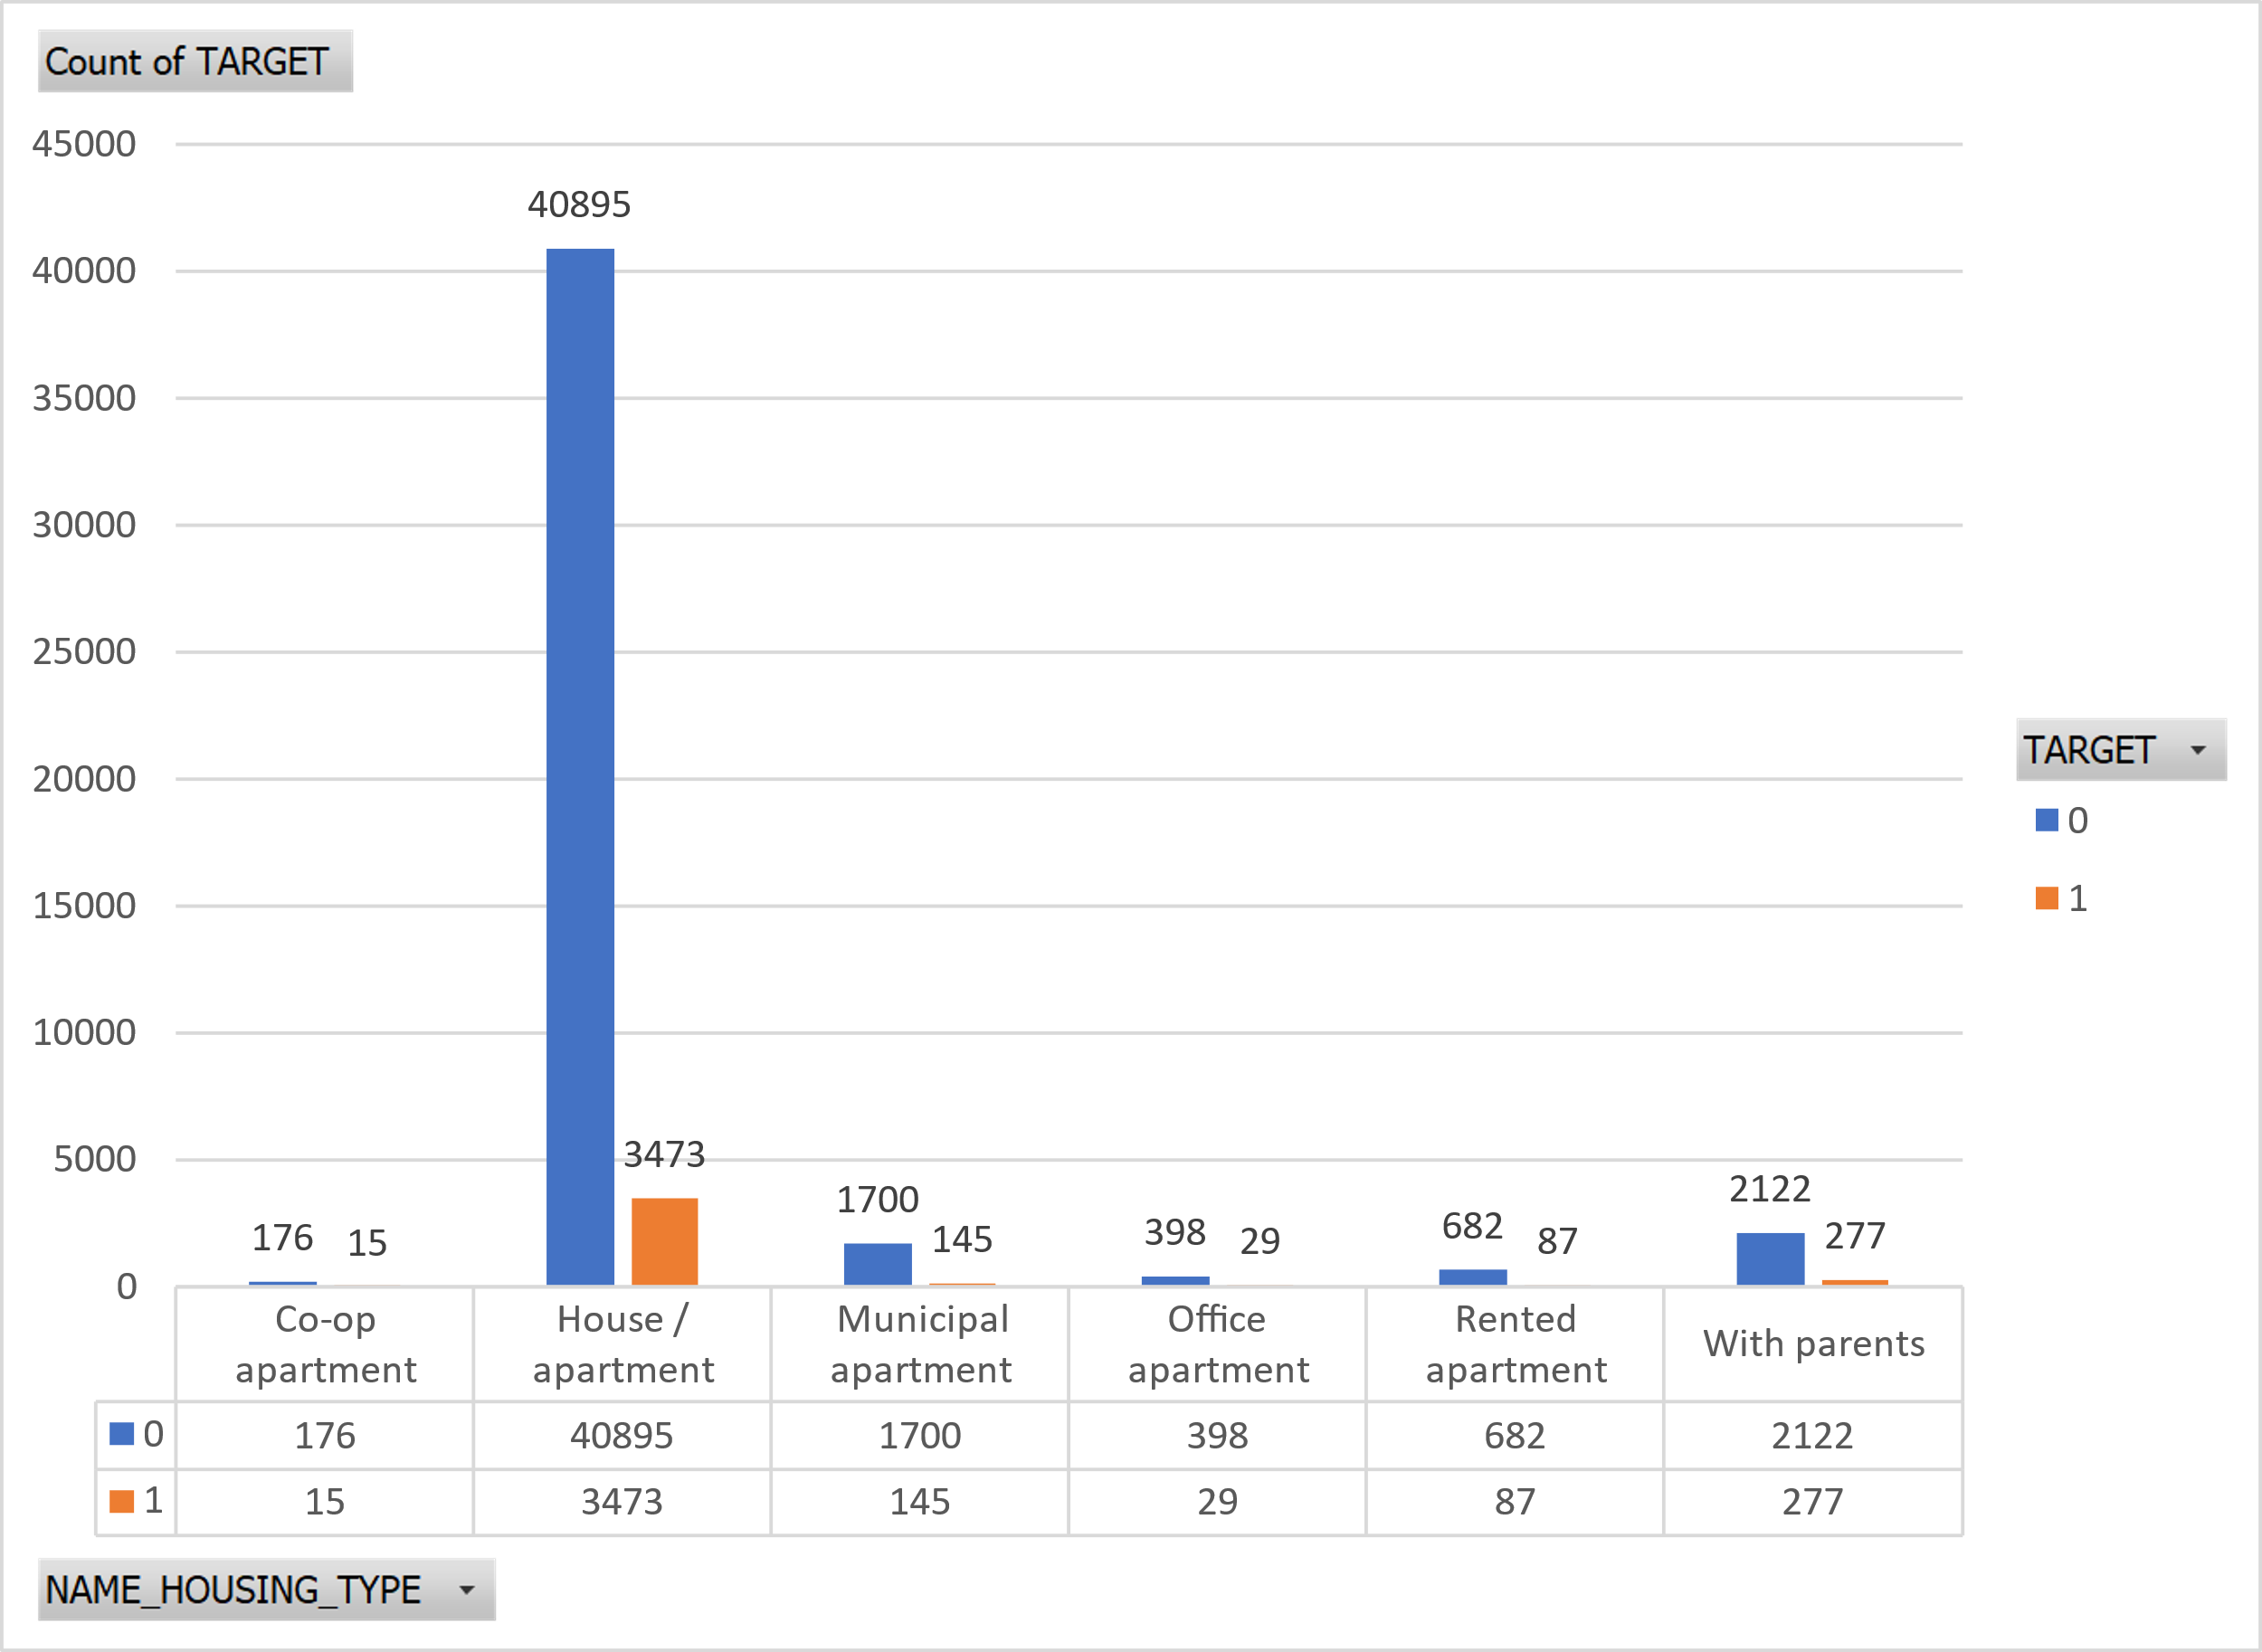 Count of TARGET
45000
40000
35000
30000
25000
20000
15000
10000
5000
0
40895
3473
176 15
1700 145
398 29
682 87
2122 277
Co-op
apartment
House /
apartment
Municipal
apartment
Office
apartment
Rented
apartment
With parents
0 176 40895 1700 398 682 2122
1 15 3473 145 29 87 277
TARGET
0
1
NAME_HOUSING_TYPE